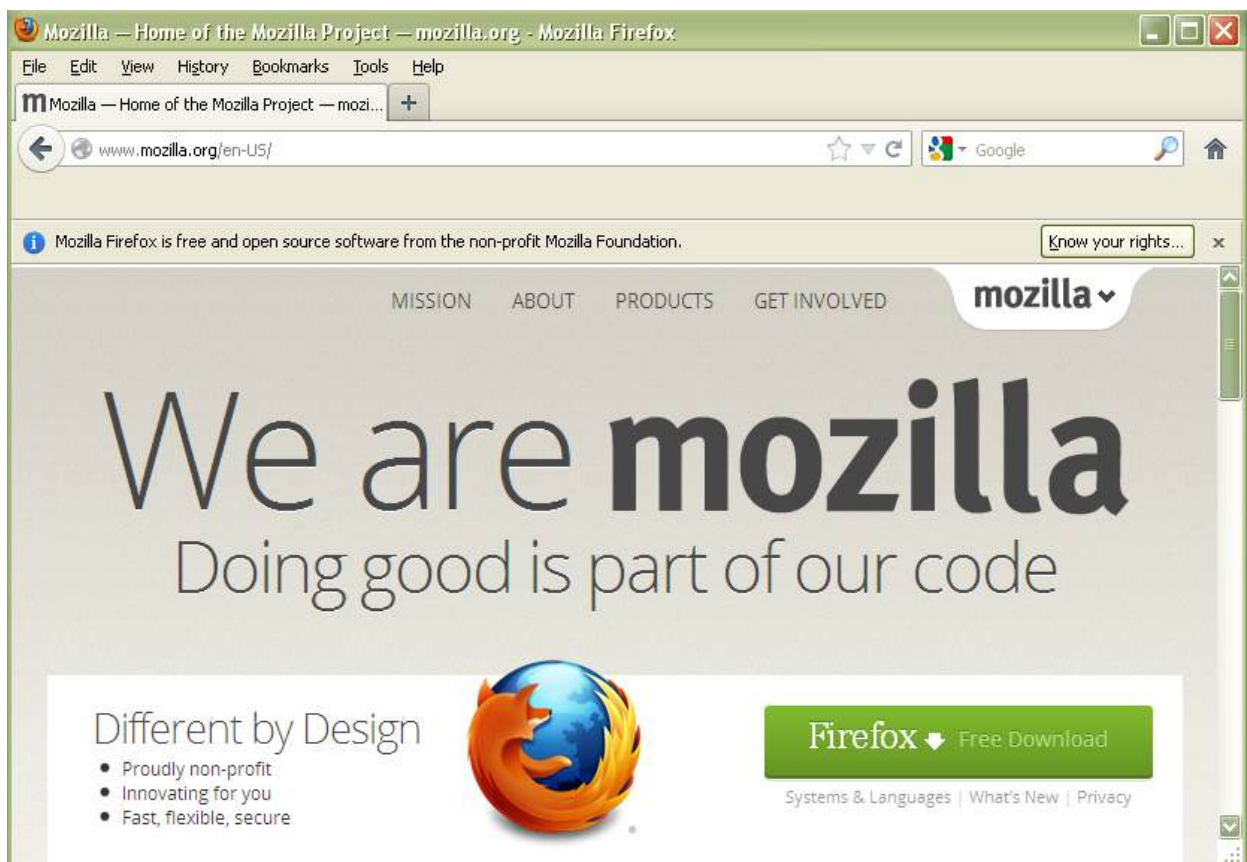 Mozilla — Home of the Mozilla Project — mozilla.org - Mozilla Firefox
File Edit View History Bookmarks Tools Help
m Mozilla — Home of the Mozilla Project — mozi... +
www.mozilla.org/en-US/ Google
Mozilla Firefox is free and open source software from the non-profit Mozilla Foundation. Know your rights... x
MISSION ABOUT PRODUCTS GET INVOLVED mozilla
We are mozilla
Doing good is part of our code
Different by Design
• Proudly non-profit
• Innovating for you
• Fast, flexible, secure
®
Firefox Free Download
Systems & Languages | What's New | Privacy